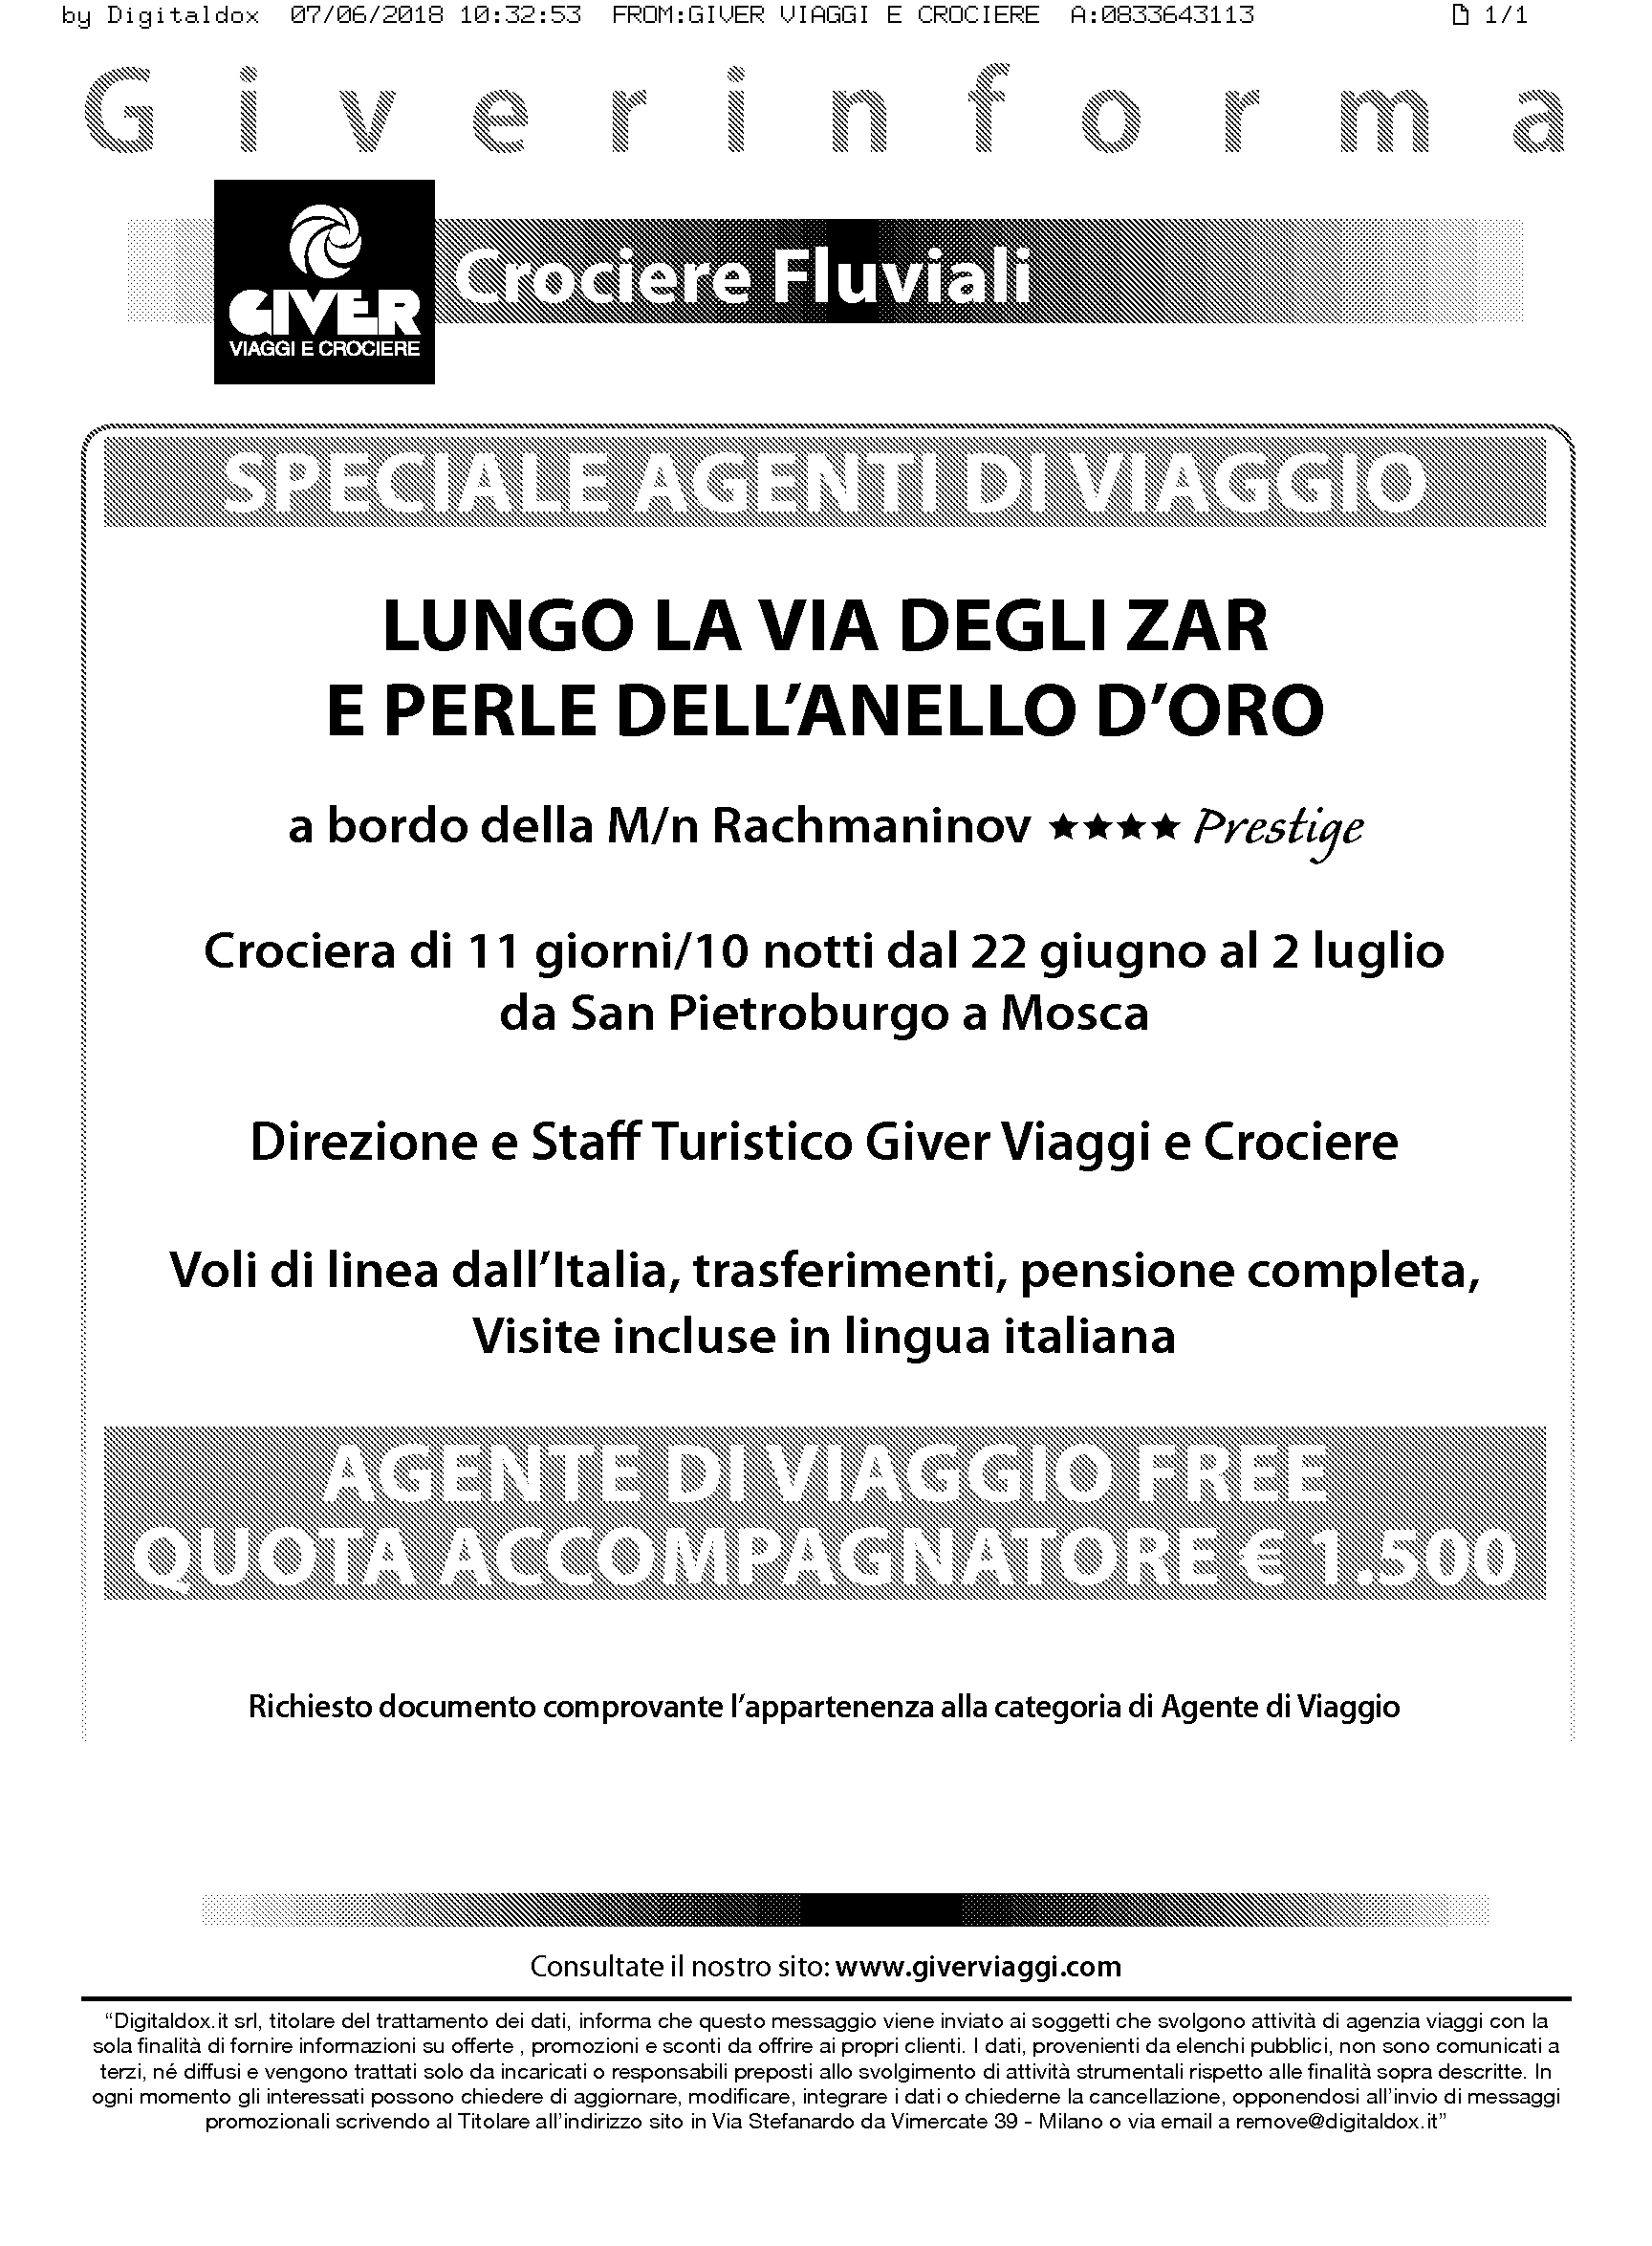 by Digitaldox 07/06/2018 10:32:53 FROM:GIVER VIAGGI E CROCIERE A:0833643113 1/1
Giverinforma
GIVER
VIAGGI E CROCIERE
Crociere Fluviali
SPECIALE AGENTI DI VIAGGIO
LUNGO LA VIA DEGLI ZAR
E PERLE DELL’ANELLO D’ORO
a bordo della M/n Rachmaninov ★★★★ Prestige
Crociera di 11 giorni/10 notti dal 22 giugno al 2 luglio
da San Pietroburgo a Mosca
Direzione e Staff Turistico Giver Viaggi e Crociere
Voli di linea dall’Italia, trasferimenti, pensione completa,
Visite incluse in lingua italiana
AGENTE DI VIAGGIO FREE
QUOTA ACCOMPAGNATORE € 1.500
Richiesto documento comprovante l’appartenenza alla categoria di Agente di Viaggio
Consultate il nostro sito: www.giverviaggi.com
“Digitaldox.it srl, titolare del trattamento dei dati, informa che questo messaggio viene inviato ai soggetti che svolgono attività di agenzia viaggi con la
sola finalità di fornire informazioni su offerte , promozioni e sconti da offrire ai propri clienti. I dati, provenienti da elenchi pubblici, non sono comunicati a
terzi, né diffusi e vengono trattati solo da incaricati o responsabili preposti allo svolgimento di attività strumentali rispetto alle finalità sopra descritte. In
ogni momento gli interessati possono chiedere di aggiornare, modificare, integrare i dati o chiederne la cancellazione, opponendosi all’invio di messaggi
promozionali scrivendo al Titolare all’indirizzo sito in Via Stefanardo da Vimercate 39 - Milano o via email a remove@digitaldox.it”